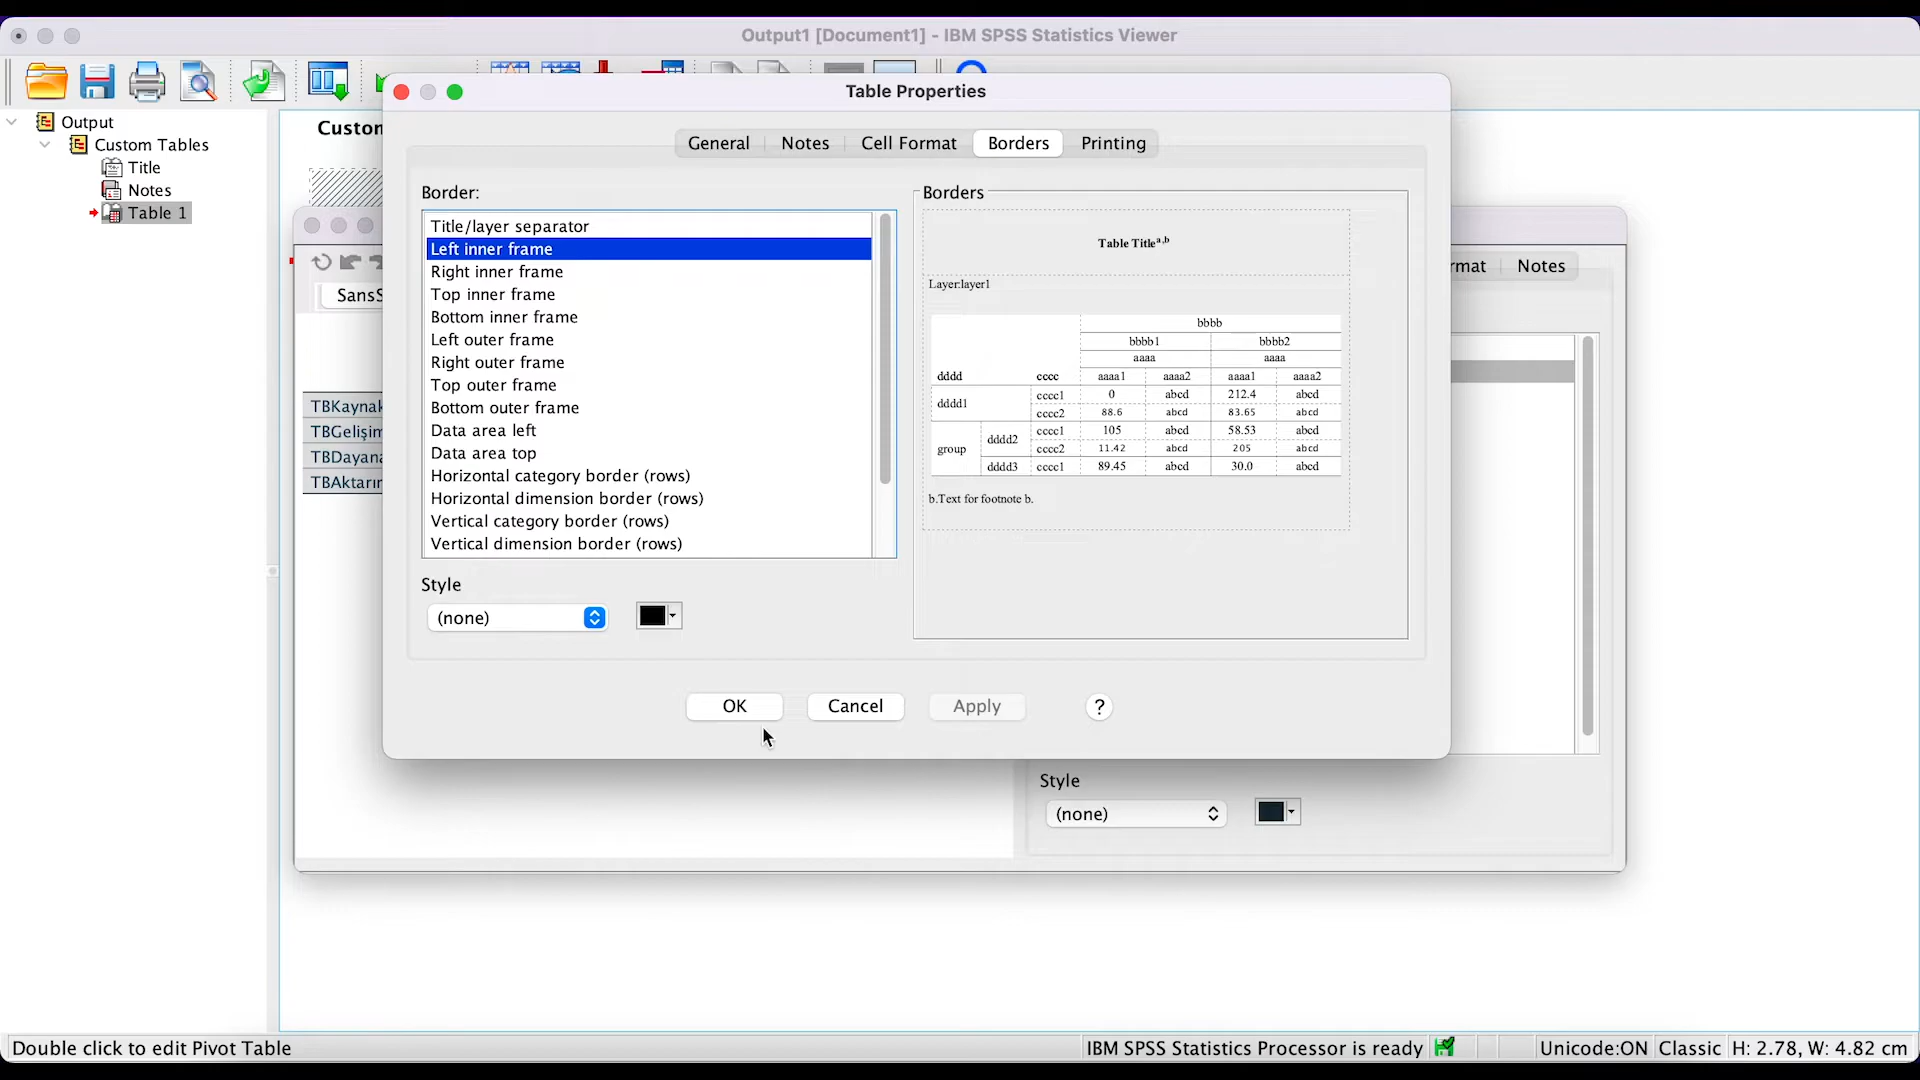 Output1 [Document1] - IBM SPSS Statistics Viewer
Table Properties
Output
Custom Tables
Title
Notes
Table 1
General
Notes
Cell Format
Borders
Printing
Border:
Title/layer separator
Left inner frame
Right inner frame
Top inner frame
Bottom inner frame
Left outer frame
Right outer frame
Top outer frame
Bottom outer frame
Data area left
Data area top
Horizontal category border (rows)
Horizontal dimension border (rows)
Vertical category border (rows)
Vertical dimension border (rows)
Style
(none)
Borders
Table Titleᵃ,ᵇ
Layer:layer1
bbbb
bbbb1 bbbb2
aaaa aaaa
dddd cccc aaaa1 aaaa2 aaaa1 aaaa2
dddd1 cccc1 0 abcd 212.4 abcd
cccc2 88.6 abcd 83.65 abcd
group dddd2 cccc1 105 abcd 58.53 abcd
cccc2 11.42 abcd 205 abcd
dddd3 cccc1 89.45 abcd 30.0 abcd
b.Text for footnote b.
OK
Cancel
Apply
?
Notes
Style
(none)
Double click to edit Pivot Table
IBM SPSS Statistics Processor is ready
Unicode:ON
Classic
H: 2.78, W: 4.82 cm